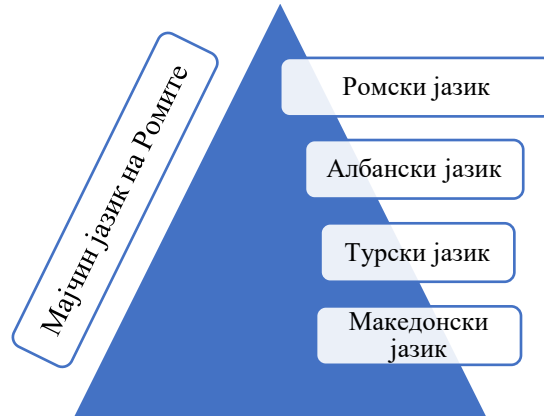 Мајчин јазик на Ромите
Ромски јазик
Албански јазик
Турски јазик
Македонски
јазик